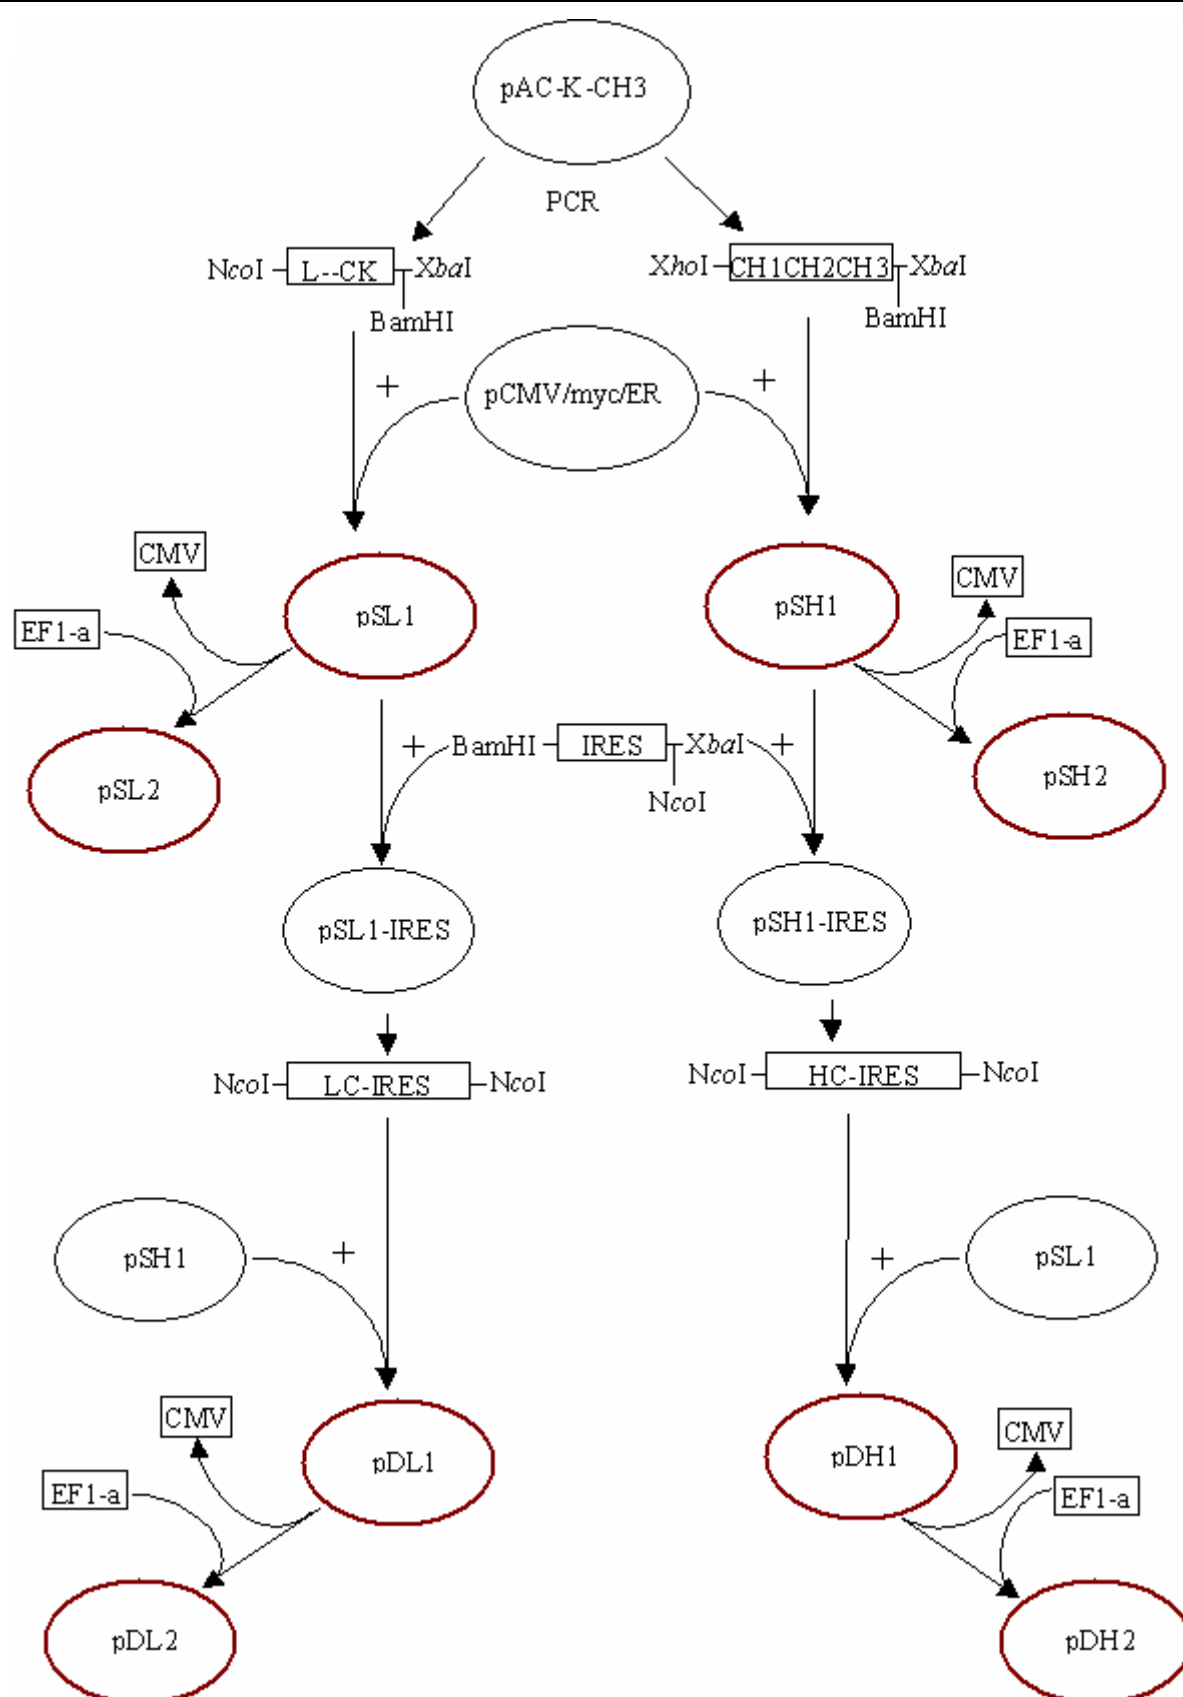 pAC-K-CH3
PCR
NcoI L--CK XbaI
BamHI
XhoI CH1CH2CH3 XbaI
BamHI
+ pCMV/myc/ER +
CMV
EF1-a
pSL1
pSH1
CMV
EF1-a
pSL2
+ BamHI IRES XbaI +
NcoI
pSH2
pSL1-IRES
pSH1-IRES
NcoI LC-IRES NcoI
NcoI HC-IRES NcoI
pSH1 +
+ pSL1
CMV
EF1-a
pDL1
pDH1
CMV
EF1-a
pDL2
pDH2